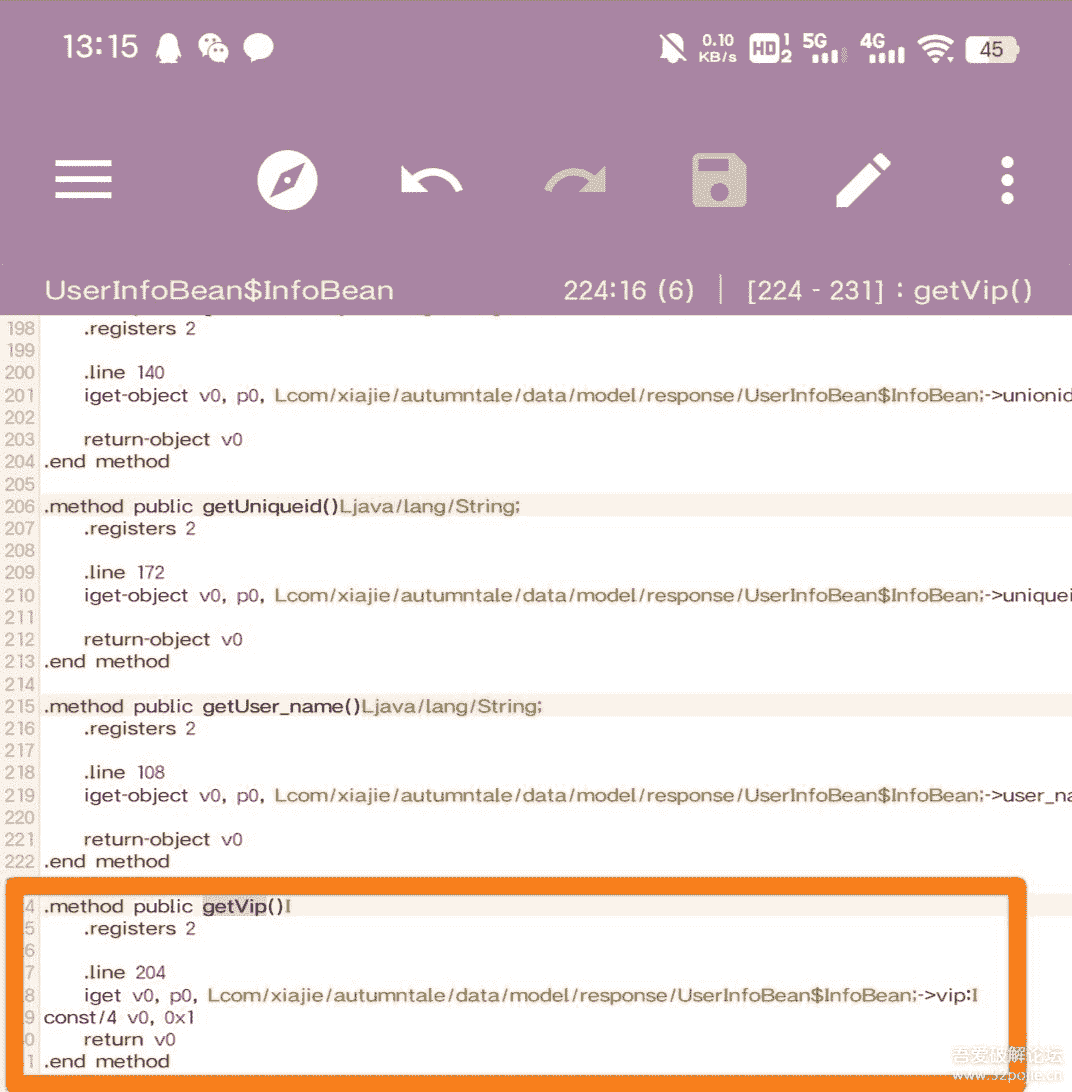 13:15 0.10 KB/s HD 1 2 5G 4G 45
UserInfoBean$InfoBean 224:16 (6) | [224 - 231] : getVip()
198 .registers 2
199
200 .line 140
201 iget-object v0, p0, Lcom/xiajie/autumntale/data/model/response/UserInfoBean$InfoBean;->unionid
202
203 return-object v0
204 .end method
205
206 .method public getUniqueid()Ljava/lang/String;
207 .registers 2
208
209 .line 172
210 iget-object v0, p0, Lcom/xiajie/autumntale/data/model/response/UserInfoBean$InfoBean;->uniquei
211
212 return-object v0
213 .end method
214
215 .method public getUser_name()Ljava/lang/String;
216 .registers 2
217
218 .line 108
219 iget-object v0, p0, Lcom/xiajie/autumntale/data/model/response/UserInfoBean$InfoBean;->user_na
220
221 return-object v0
222 .end method
4 .method public getVip()I
5 .registers 2
6
7 .line 204
8 iget v0, p0, Lcom/xiajie/autumntale/data/model/response/UserInfoBean$InfoBean;->vip:I
9 const/4 v0, 0x1
0 return v0
1 .end method
吾爱破解论坛
www.52pojie.cn